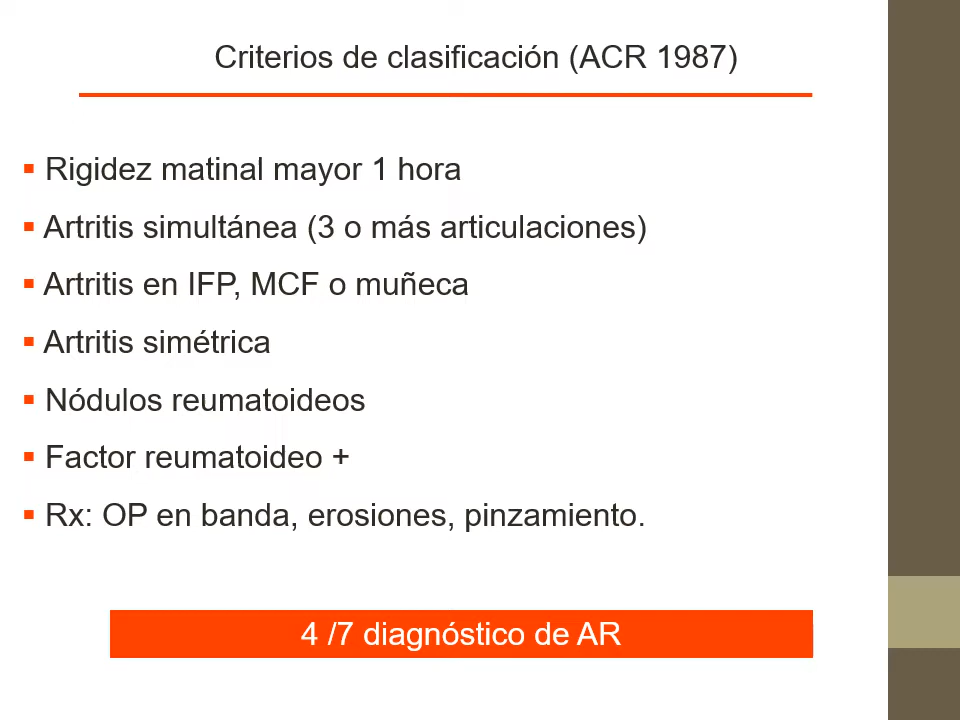 Criterios de clasificación (ACR 1987)
Rigidez matinal mayor 1 hora
Artritis simultánea (3 o más articulaciones)
Artritis en IFP, MCF o muñeca
Artritis simétrica
Nódulos reumatoideos
Factor reumatoideo +
Rx: OP en banda, erosiones, pinzamiento.
4 /7 diagnóstico de AR